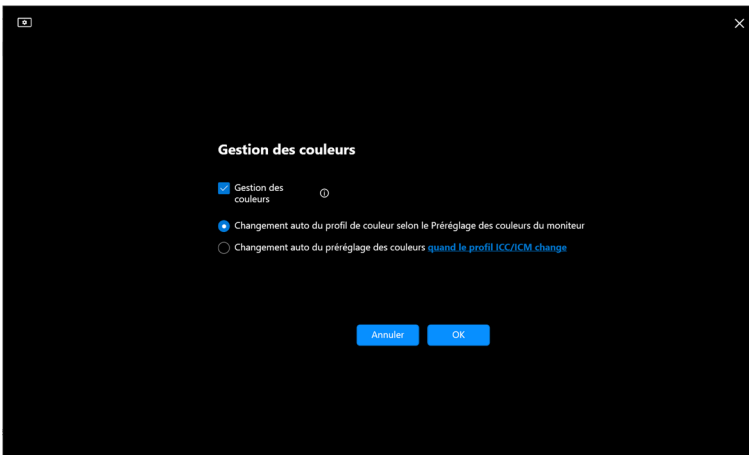 Gestion des couleurs
Gestion des
couleurs
Changement auto du profil de couleur selon le Préréglage des couleurs du moniteur
Changement auto du préréglage des couleurs quand le profil ICC/ICM change
Annuler OK